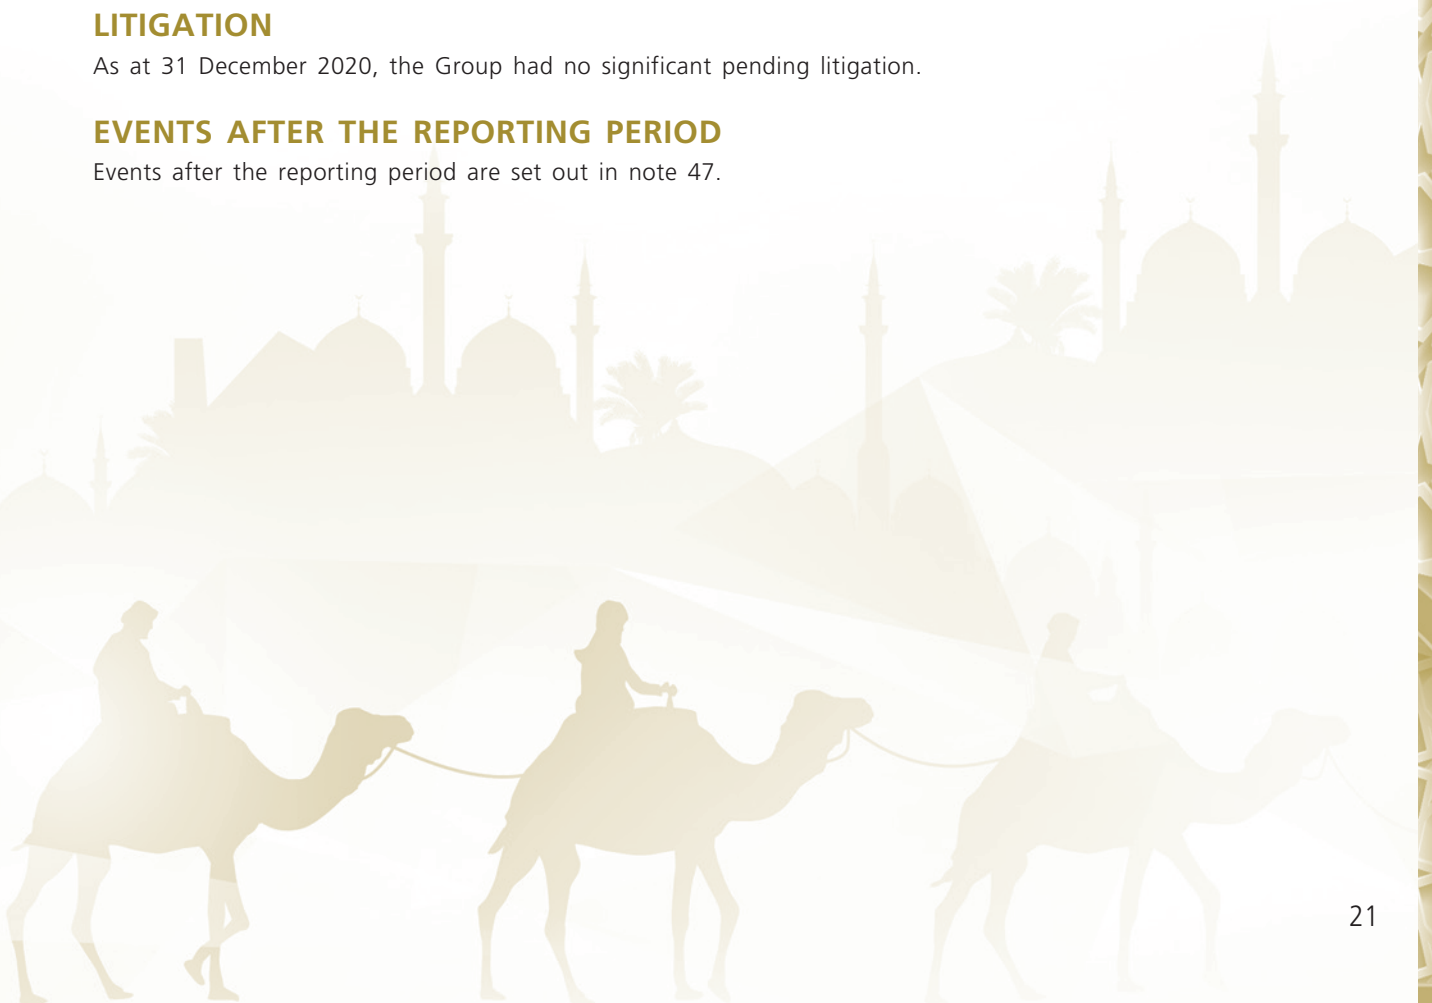 LITIGATION
As at 31 December 2020, the Group had no significant pending litigation.
EVENTS AFTER THE REPORTING PERIOD
Events after the reporting period are set out in note 47.
21